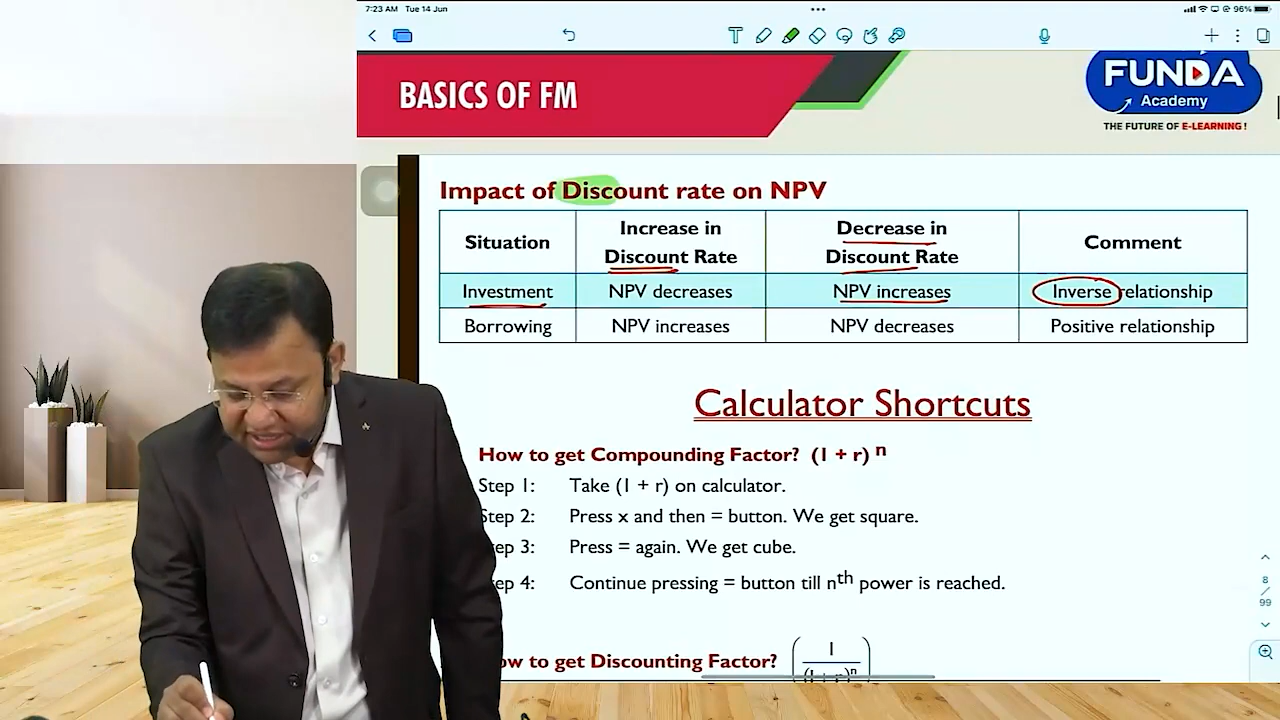 7:23 AM Tue 14 Jun
96%
BASICS OF FM
FUNDA
Academy
THE FUTURE OF E-LEARNING !
Impact of Discount rate on NPV
Situation
Increase in
Discount Rate
Decrease in
Discount Rate
Comment
Investment NPV decreases NPV increases Inverse relationship
Borrowing NPV increases NPV decreases Positive relationship
Calculator Shortcuts
How to get Compounding Factor? (1 + r) n
Step 1: Take (1 + r) on calculator.
Step 2: Press x and then = button. We get square.
ep 3: Press = again. We get cube.
ep 4: Continue pressing = button till nth power is reached.
ow to get Discounting Factor? (1/(1+r)n)
8
/
99